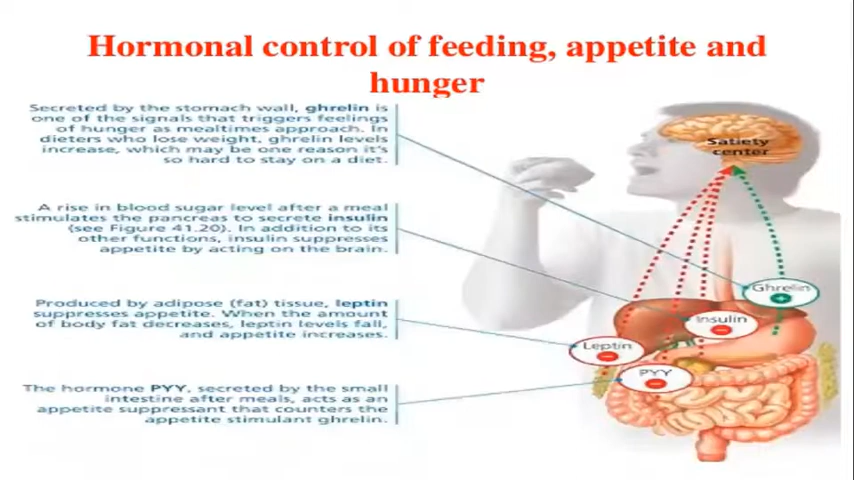 Hormonal control of feeding, appetite and
hunger
Secreted by the stomach wall, ghrelin is
one of the signals that triggers feelings
of hunger as mealtimes approach. In
dieters who lose weight, ghrelin levels
increase, which may be one reason it's
so hard to stay on a diet.
A rise in blood sugar level after a meal
stimulates the pancreas to secrete insulin
(see Figure 41.20). In addition to its
other functions, insulin suppresses
appetite by acting on the brain.
Produced by adipose (fat) tissue, leptin
suppresses appetite. When the amount
of body fat decreases, leptin levels fall,
and appetite increases.
The hormone PYY, secreted by the small
intestine after meals, acts as an
appetite suppressant that counters the
appetite stimulant ghrelin.
Satiety
center
Ghrelin
+
Insulin
−
Leptin
−
PYY
−